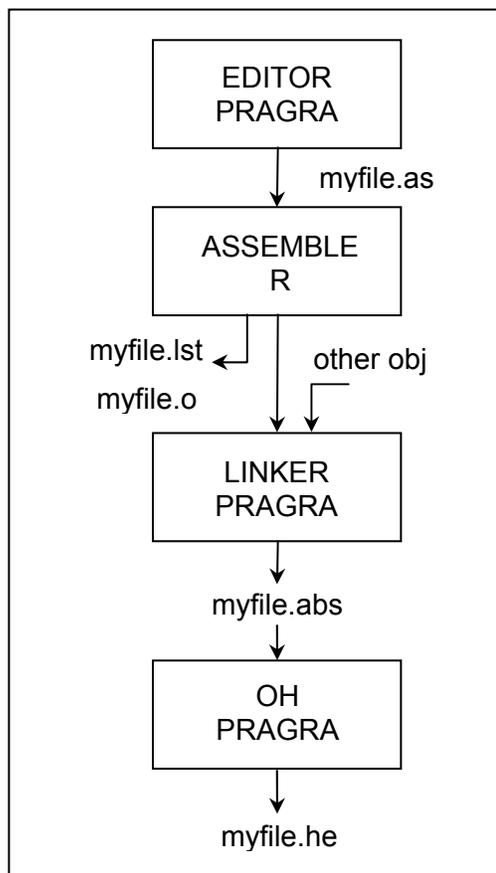 EDITOR
PRAGRA
myfile.as
ASSEMBLE
R
myfile.lst
other obj
myfile.o
LINKER
PRAGRA
myfile.abs
OH
PRAGRA
myfile.he